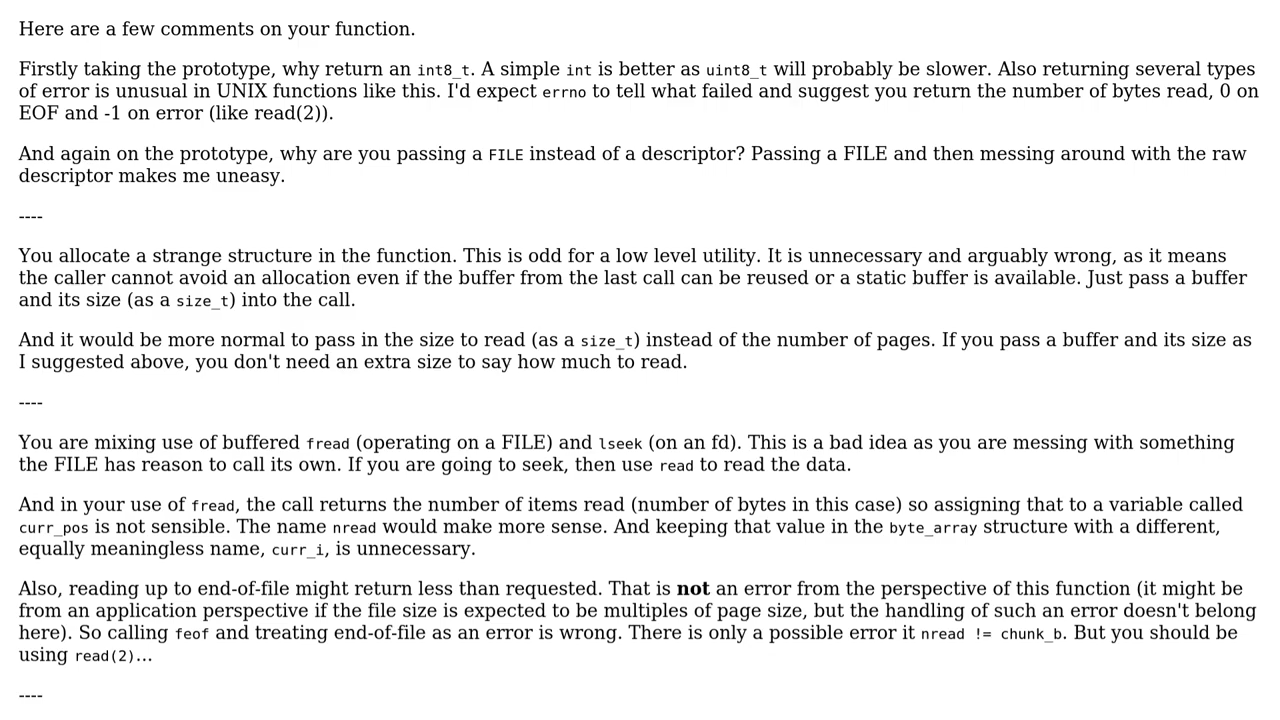 Here are a few comments on your function.
Firstly taking the prototype, why return an int8_t. A simple int is better as uint8_t will probably be slower. Also returning several types
of error is unusual in UNIX functions like this. I'd expect errno to tell what failed and suggest you return the number of bytes read, 0 on
EOF and -1 on error (like read(2)).
And again on the prototype, why are you passing a FILE instead of a descriptor? Passing a FILE and then messing around with the raw
descriptor makes me uneasy.
----
You allocate a strange structure in the function. This is odd for a low level utility. It is unnecessary and arguably wrong, as it means
the caller cannot avoid an allocation even if the buffer from the last call can be reused or a static buffer is available. Just pass a buffer
and its size (as a size_t) into the call.
And it would be more normal to pass in the size to read (as a size_t) instead of the number of pages. If you pass a buffer and its size as
I suggested above, you don't need an extra size to say how much to read.
----
You are mixing use of buffered fread (operating on a FILE) and lseek (on an fd). This is a bad idea as you are messing with something
the FILE has reason to call its own. If you are going to seek, then use read to read the data.
And in your use of fread, the call returns the number of items read (number of bytes in this case) so assigning that to a variable called
curr_pos is not sensible. The name nread would make more sense. And keeping that value in the byte_array structure with a different,
equally meaningless name, curr_i, is unnecessary.
Also, reading up to end-of-file might return less than requested. That is not an error from the perspective of this function (it might be
from an application perspective if the file size is expected to be multiples of page size, but the handling of such an error doesn't belong
here). So calling feof and treating end-of-file as an error is wrong. There is only a possible error it nread != chunk_b. But you should be
using read(2)...
----